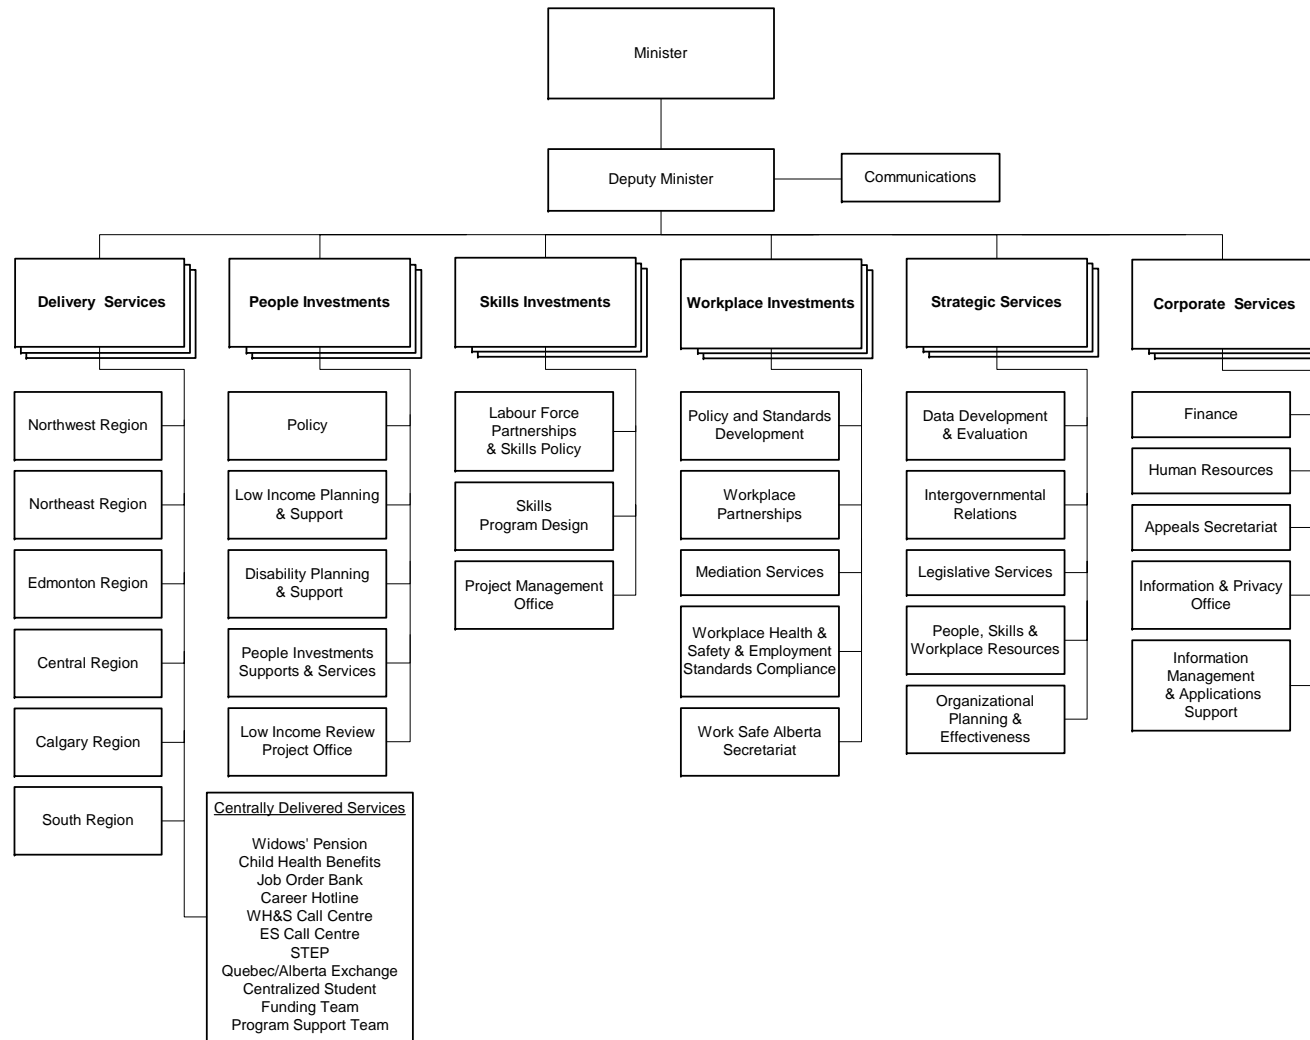 Minister
Deputy Minister
Communications
Delivery Services
People Investments
Skills Investments
Workplace Investments
Strategic Services
Corporate Services
Northwest Region
Northeast Region
Edmonton Region
Central Region
Calgary Region
South Region
Centrally Delivered Services
Widows' Pension
Child Health Benefits
Job Order Bank
Career Hotline
WH&S Call Centre
ES Call Centre
STEP
Quebec/Alberta Exchange
Centralized Student
Funding Team
Program Support Team
Policy
Low Income Planning
& Support
Disability Planning
& Support
People Investments
Supports & Services
Low Income Review
Project Office
Labour Force
Partnerships
& Skills Policy
Skills
Program Design
Project Management
Office
Policy and Standards
Development
Workplace
Partnerships
Mediation Services
Workplace Health &
Safety & Employment
Standards Compliance
Work Safe Alberta
Secretariat
Data Development
& Evaluation
Intergovernmental
Relations
Legislative Services
People, Skills &
Workplace Resources
Organizational
Planning &
Effectiveness
Finance
Human Resources
Appeals Secretariat
Information & Privacy
Office
Information
Management
& Applications
Support